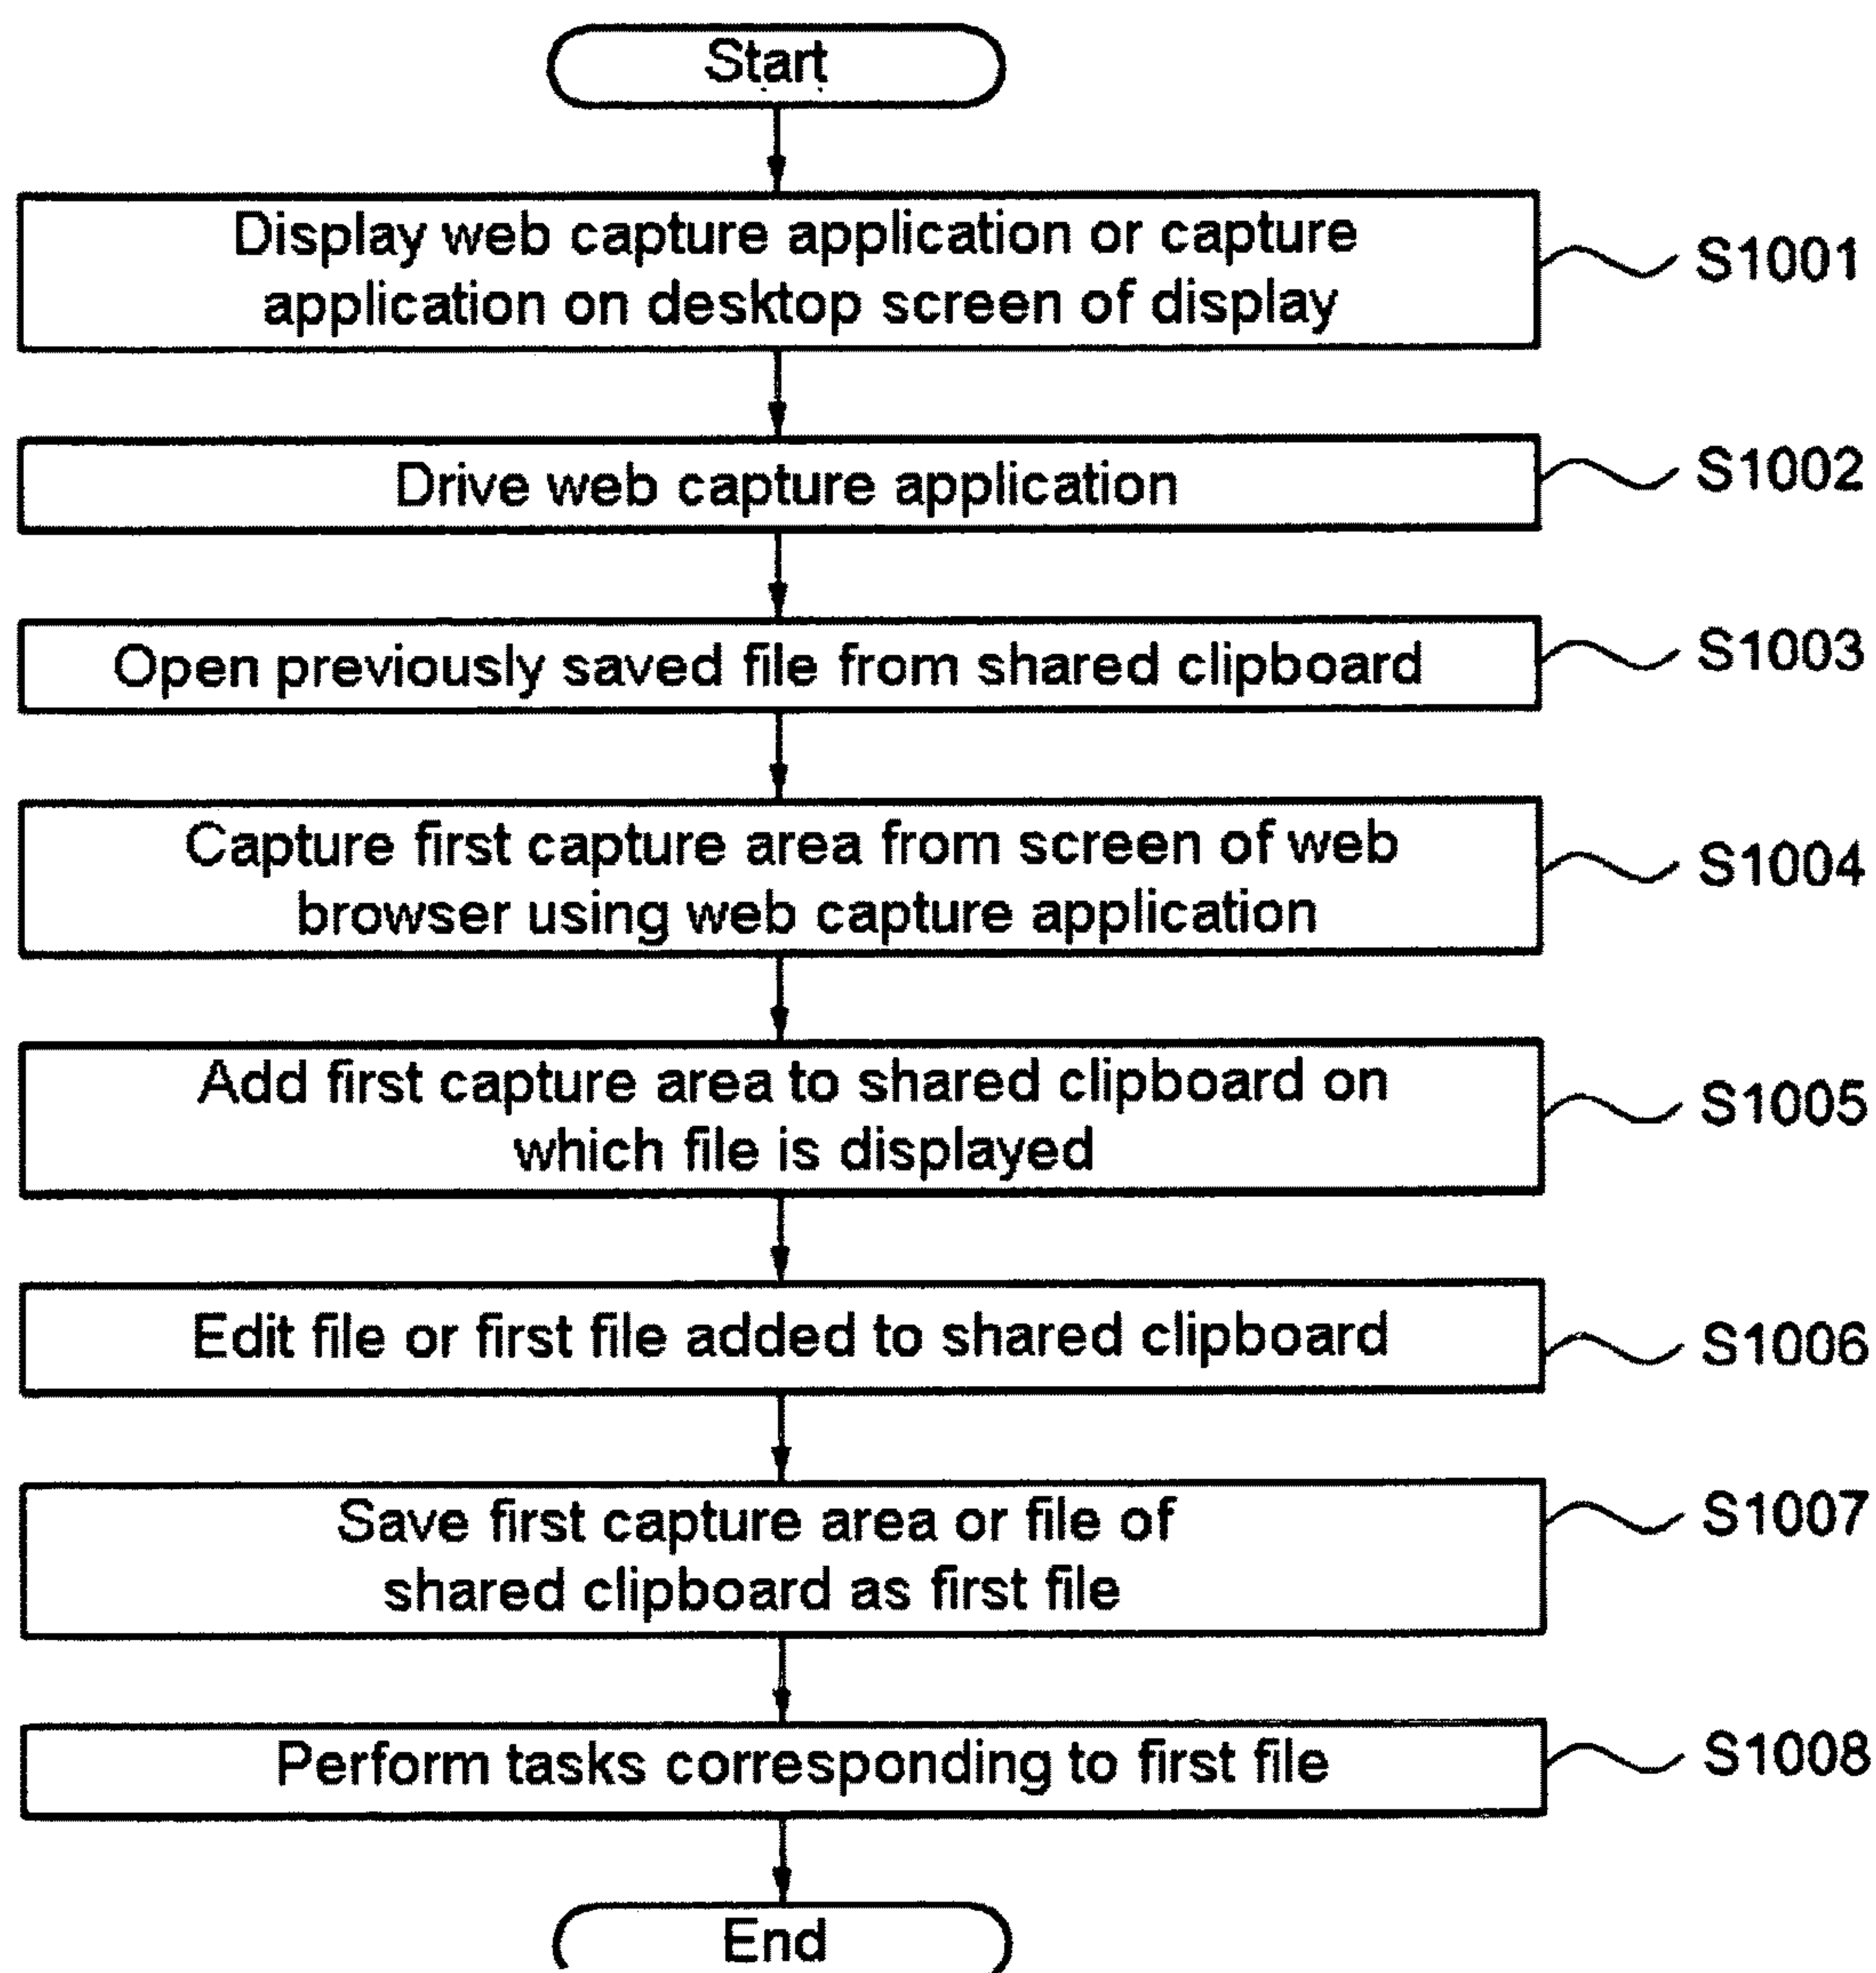 Start
Display web capture application or capture
application on desktop screen of display
S1001
Drive web capture application
S1002
Open previously saved file from shared clipboard
S1003
Capture first capture area from screen of web
browser using web capture application
S1004
Add first capture area to shared clipboard on
which file is displayed
S1005
Edit file or first file added to shared clipboard
S1006
Save first capture area or file of
shared clipboard as first file
S1007
Perform tasks corresponding to first file
S1008
End